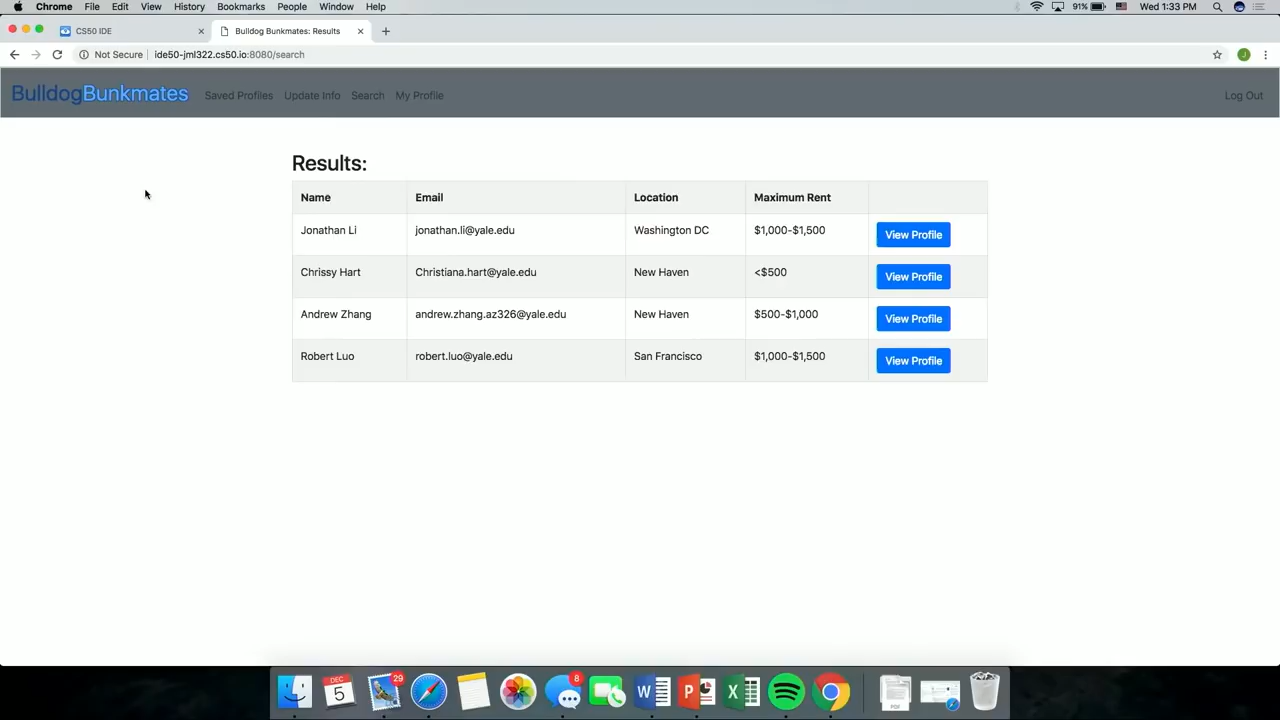 Chrome File Edit View History Bookmarks People Window Help 91% Wed 1:33 PM
CS50 IDE Bulldog Bunkmates: Results
Not Secure ide50-jml322.cs50.io:8080/search J
BulldogBunkmates Saved Profiles Update Info Search My Profile Log Out
Results:
Name Email Location Maximum Rent
Jonathan Li jonathan.li@yale.edu Washington DC $1,000-$1,500 View Profile
Chrissy Hart Christiana.hart@yale.edu New Haven <$500 View Profile
Andrew Zhang andrew.zhang.az326@yale.edu New Haven $500-$1,000 View Profile
Robert Luo robert.luo@yale.edu San Francisco $1,000-$1,500 View Profile
DEC 5 29 8 W P X PDF